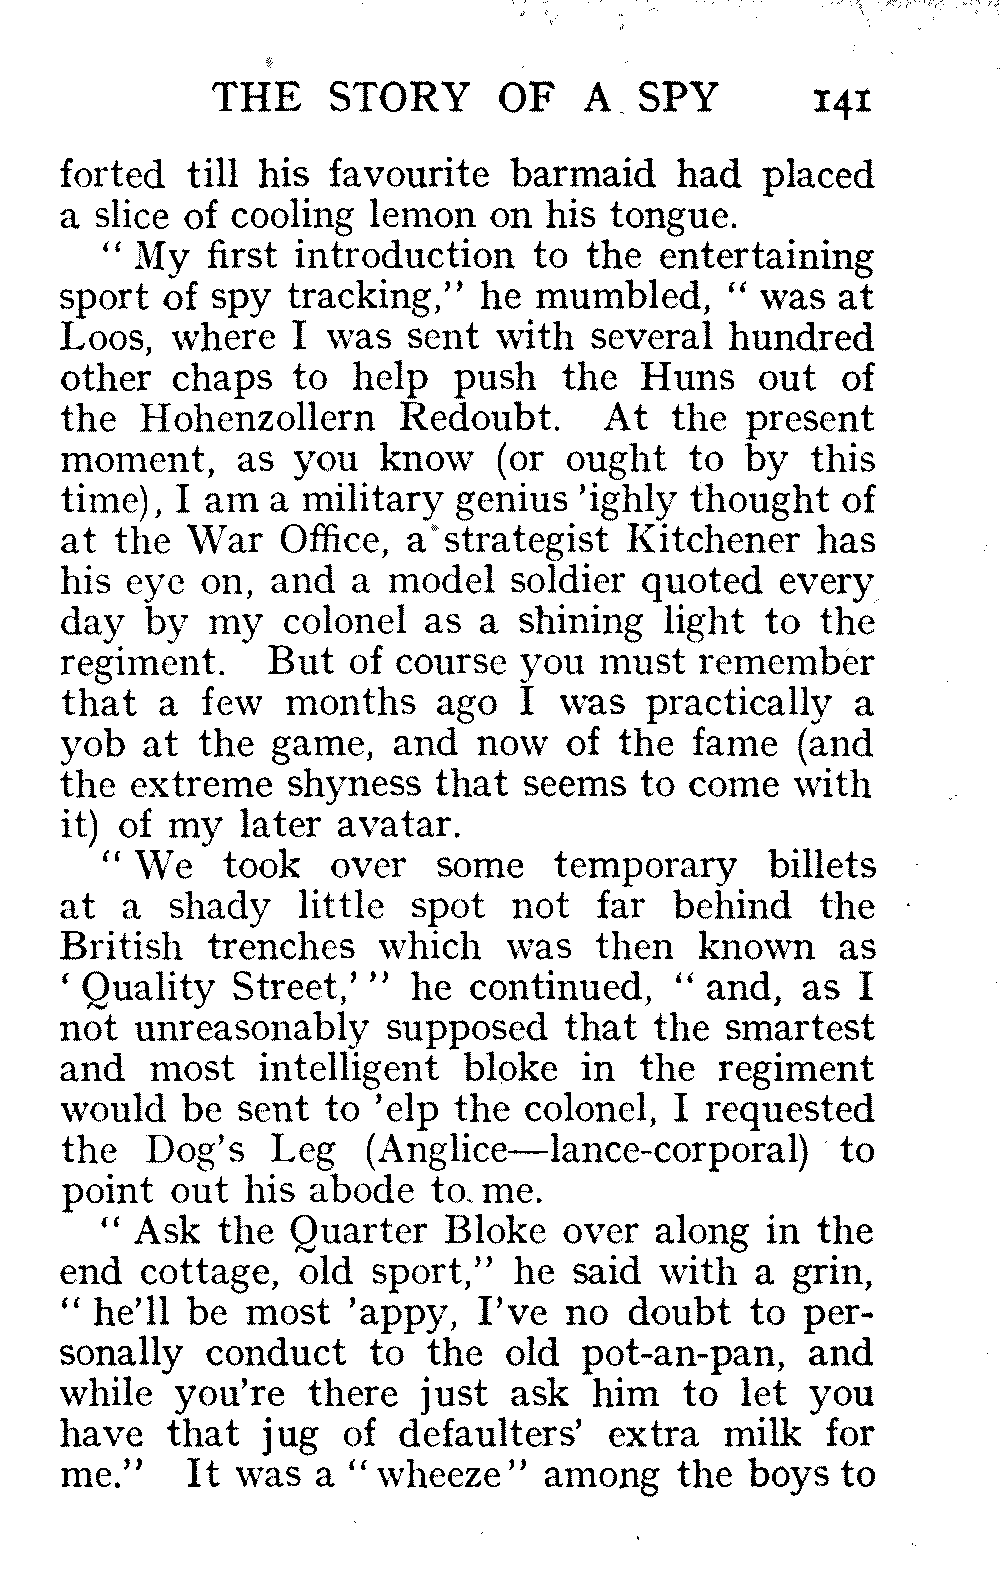 THE STORY OF A SPY 141
forted till his favourite barmaid had placed
a slice of cooling lemon on his tongue.
“ My first introduction to the entertaining
sport of spy tracking,” he mumbled, “ was at
Loos, where I was sent with several hundred
other chaps to help push the Huns out of
the Hohenzollern Redoubt. At the present
moment, as you know (or ought to by this
time), I am a military genius ’ighly thought of
at the War Office, a strategist Kitchener has
his eye on, and a model soldier quoted every
day by my colonel as a shining light to the
regiment. But of course you must remember
that a few months ago I was practically a
yob at the game, and now of the fame (and
the extreme shyness that seems to come with
it) of my later avatar.
“ We took over some temporary billets
at a shady little spot not far behind the
British trenches which was then known as
‘ Quality Street,’ ” he continued, “ and, as I
not unreasonably supposed that the smartest
and most intelligent bloke in the regiment
would be sent to ’elp the colonel, I requested
the Dog’s Leg (Anglice—lance-corporal) to
point out his abode to me.
“ Ask the Quarter Bloke over along in the
end cottage, old sport,” he said with a grin,
“ he’ll be most ’appy, I’ve no doubt to per-
sonally conduct to the old pot-an-pan, and
while you’re there just ask him to let you
have that jug of defaulters’ extra milk for
me.” It was a “ wheeze ” among the boys to